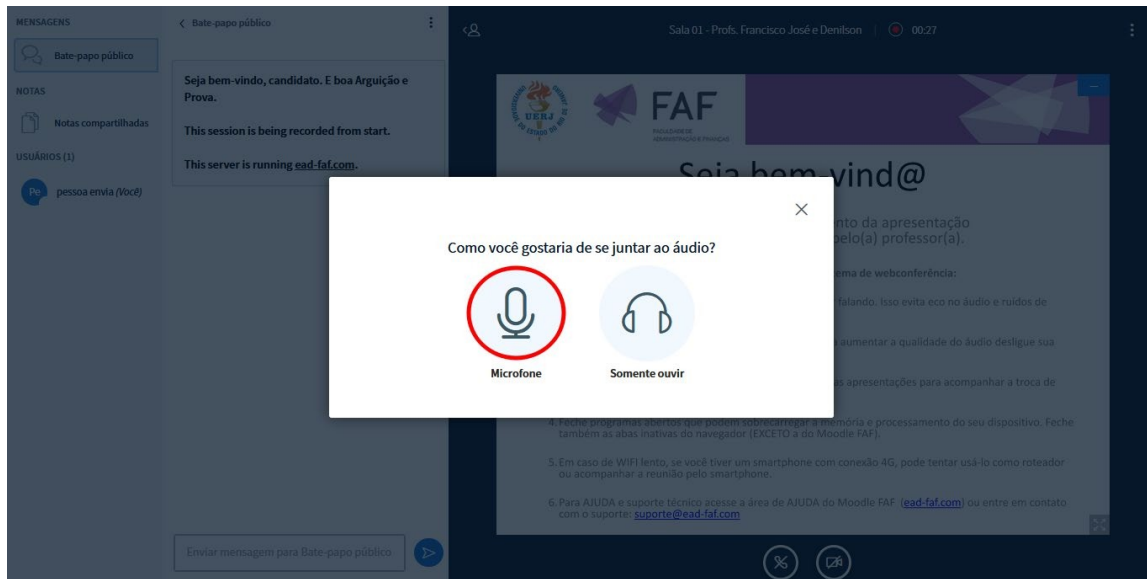 MENSAGENS
Bate-papo público
NOTAS
Notas compartilhadas
USUÁRIOS (1)
Pe
pessoa envia (Você)
Bate-papo público
Seja bem-vindo, candidato. E boa Arguição e
Prova.
This session is being recorded from start.
This server is running ead-faf.com.
Enviar mensagem para Bate-papo público
Sala 01 - Profs. Francisco José e Denilson
00:27
UERJ
FAF
FACULDADE DE
ADMINISTRAÇÃO E FINANÇAS
Seja bem-vind@
nto da apresentação
pelo(a) professor(a).
ema de webconferência:
falando. Isso evita eco no áudio e ruídos de
aumentar a qualidade do áudio desligue sua
as apresentações para acompanhar a troca de
4. Feche programas abertos que podem sobrecarregar a memória e processamento do seu dispositivo. Feche
também as abas inativas do navegador (EXCETO a do Moodle FAF).
5. Em caso de WIFI lento, se você tiver um smartphone com conexão 4G, pode tentar usá-lo como roteador
ou acompanhar a reunião pelo smartphone.
6. Para AJUDA e suporte técnico acesse a área de AJUDA do Moodle FAF (ead-faf.com) ou entre em contato
com o suporte: suporte@ead-faf.com
Como você gostaria de se juntar ao áudio?
Microfone
Somente ouvir